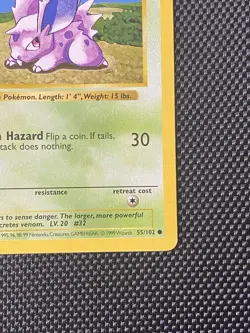 Pokémon. Length: 1' 4", Weight: 15 lbs.
Hazard Flip a coin. If tails,
tack does nothing.
30
resistance
retreat cost
rs to sense danger. The larger, more powerful
cretes venom. LV. 20 #32
995, 96, 98, 99 Nintendo, Creatures, GAMEFREAK. © 1999 Wizards. 55/102